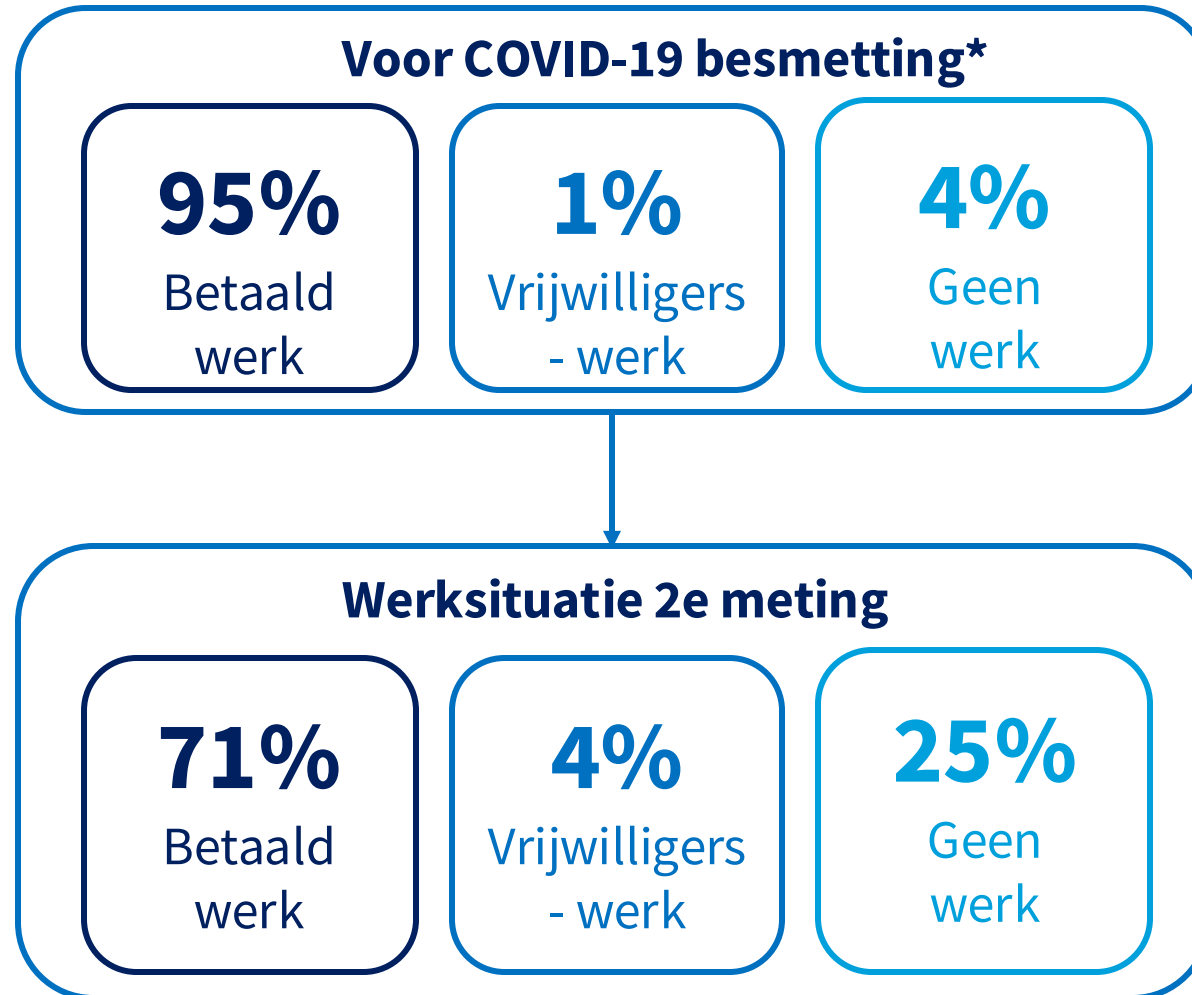 Voor COVID-19 besmetting*
95%
Betaald
werk
1%
Vrijwilligers
- werk
4%
Geen
werk
Werksituatie 2e meting
71%
Betaald
werk
4%
Vrijwilligers
- werk
25%
Geen
werk